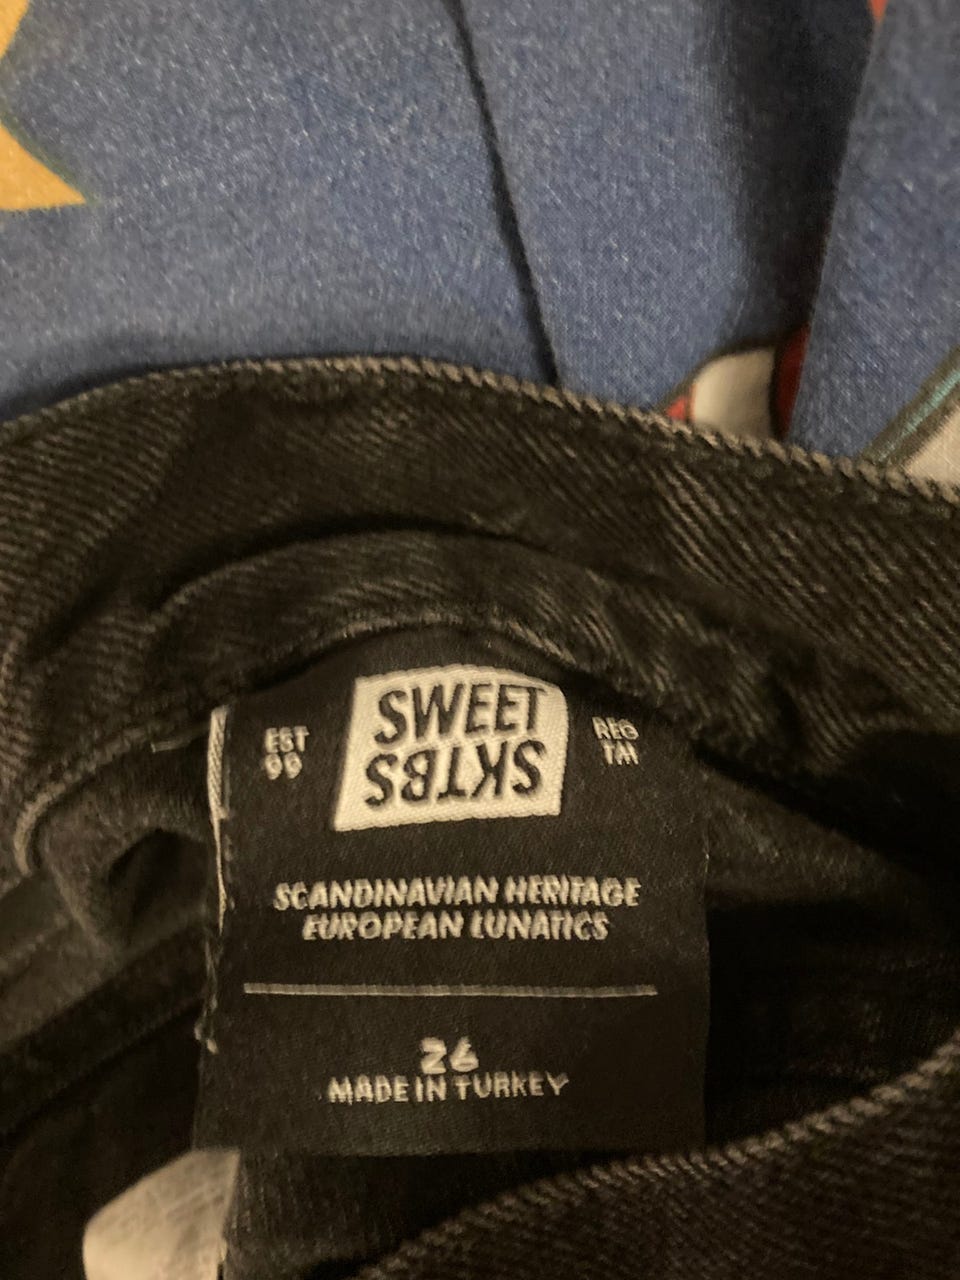 SWEET
SKTBS
EST
99
REG
TM
SCANDINAVIAN HERITAGE
EUROPEAN LUNATICS
26
MADE IN TURKEY